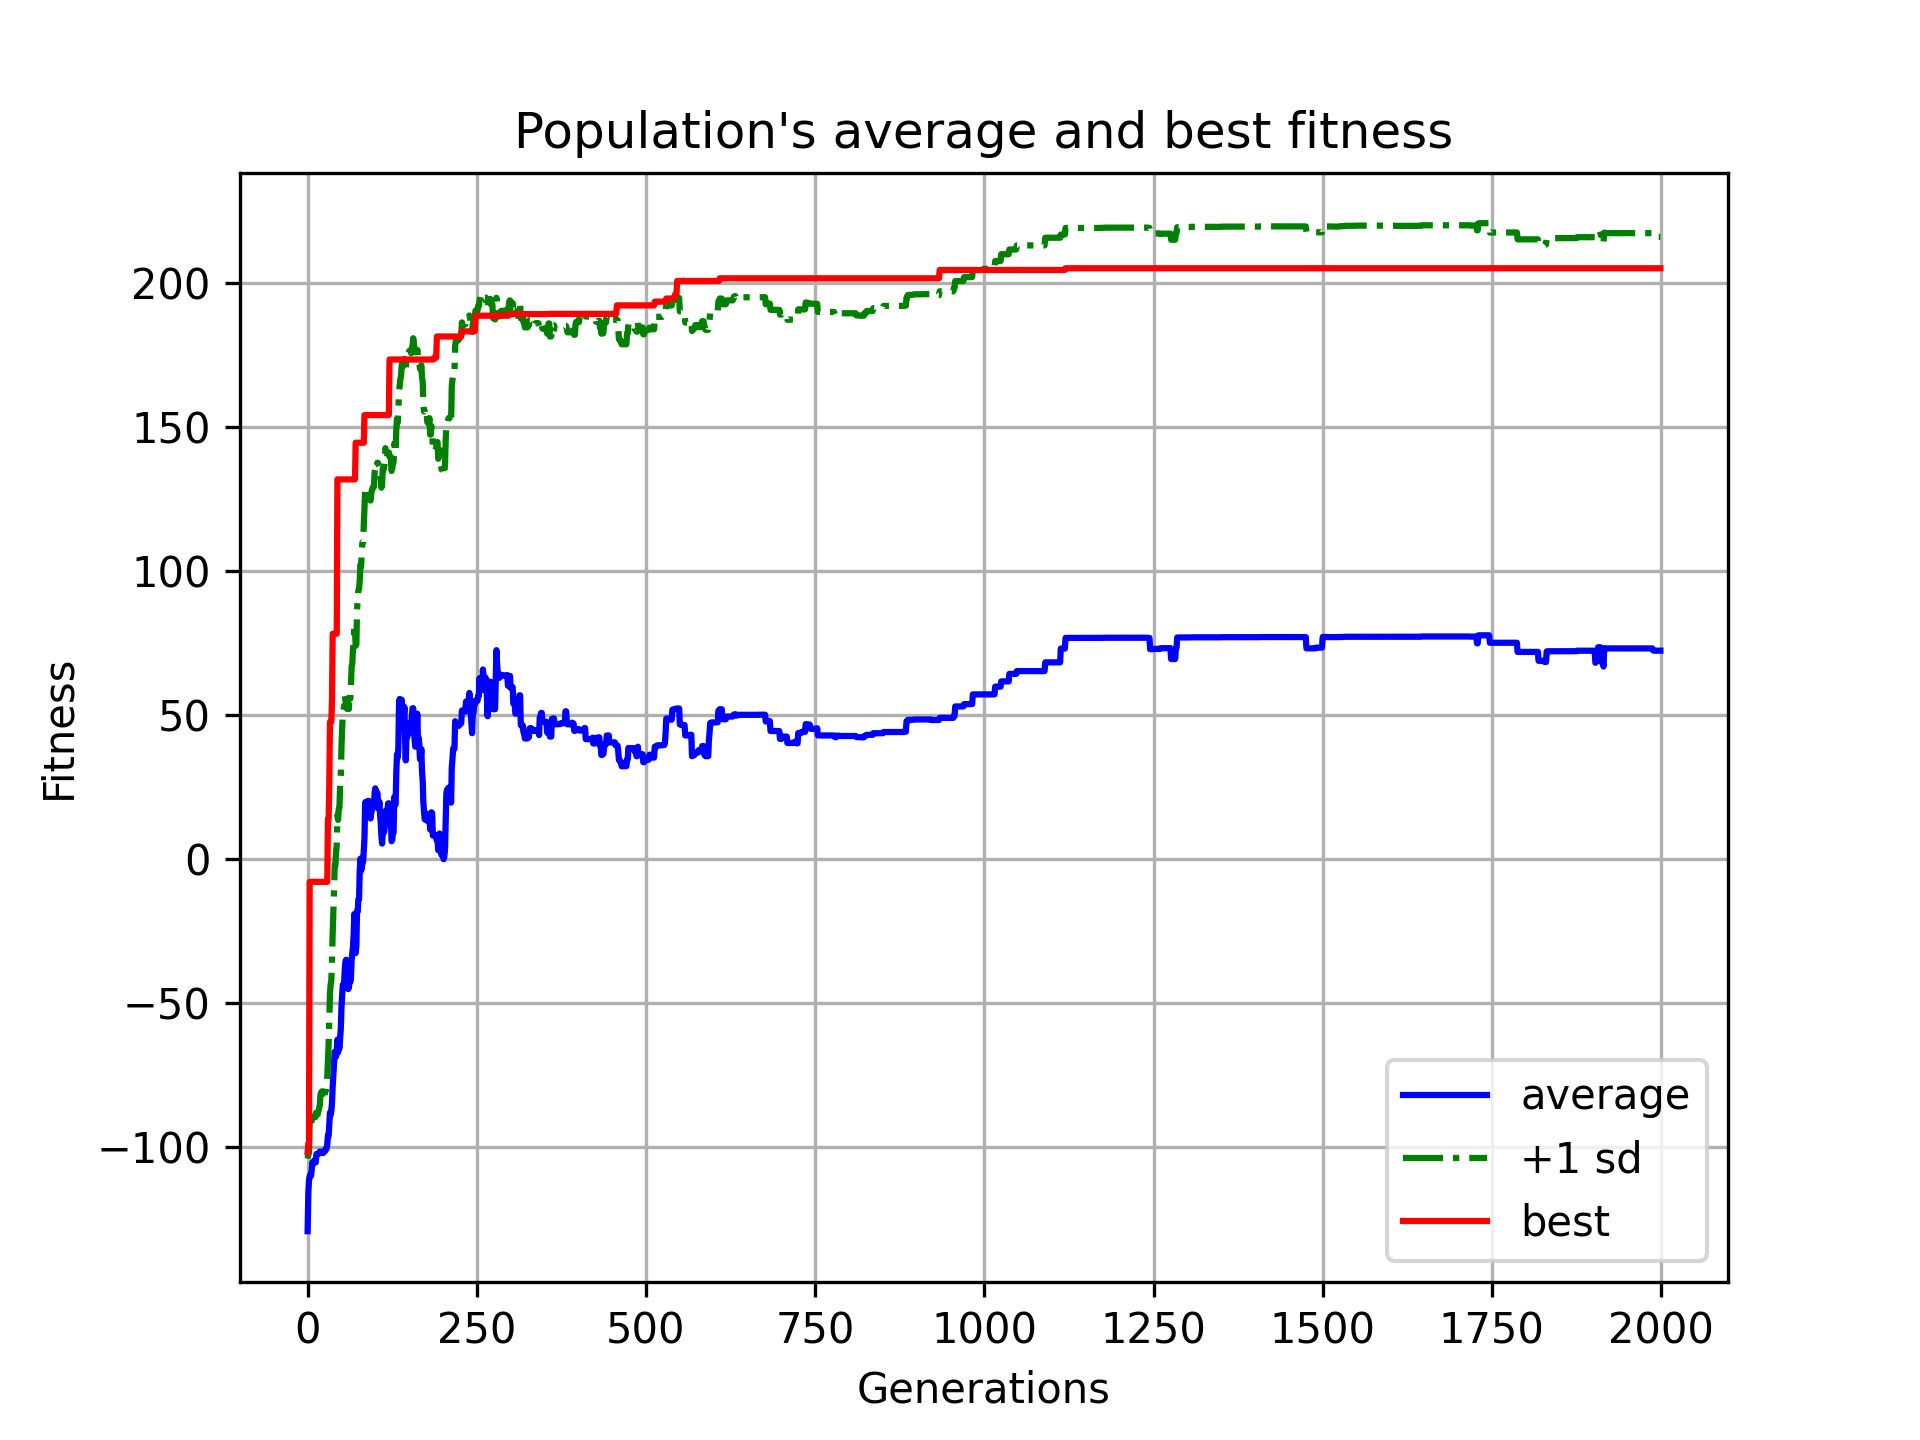 Population's average and best fitness
Fitness
200
150
100
50
0
−50
−100
average
+1 sd
best
0 250 500 750 1000 1250 1500 1750 2000
Generations